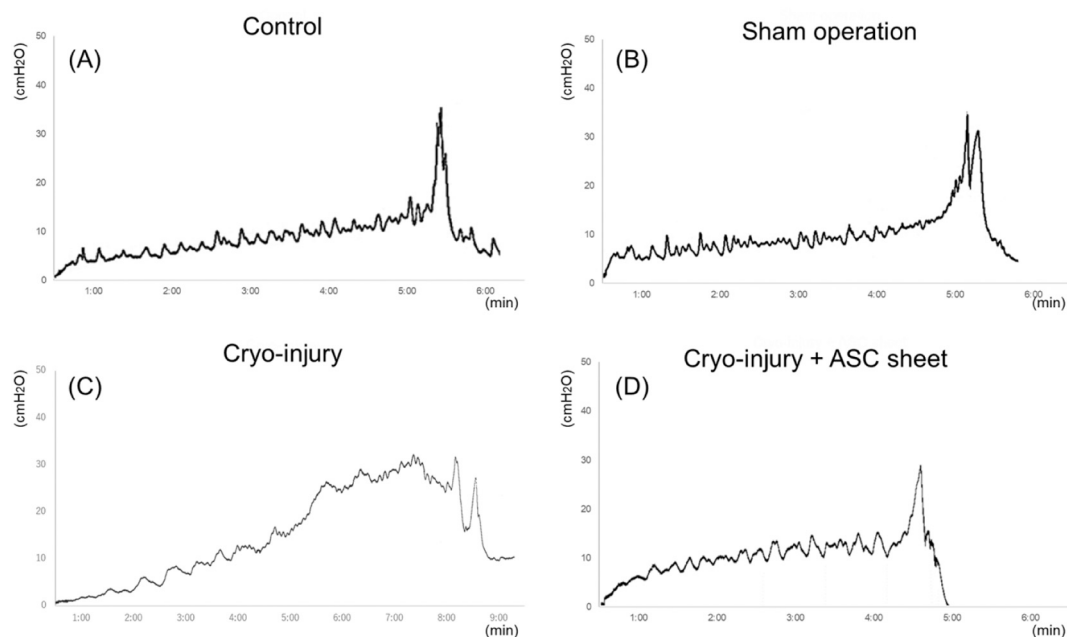 Control
(A)
(cmH2O)
50
40
30
20
10
0
1:00 2:00 3:00 4:00 5:00 6:00
(min)
Sham operation
(B)
(cmH2O)
50
40
30
20
10
0
1:00 2:00 3:00 4:00 5:00 6:00
(min)
Cryo-injury
(C)
(cmH2O)
50
40
30
20
10
0
1:00 2:00 3:00 4:00 5:00 6:00 7:00 8:00 9:00
(min)
Cryo-injury + ASC sheet
(D)
(cmH2O)
50
40
30
20
10
0
1:00 2:00 3:00 4:00 5:00 6:00
(min)